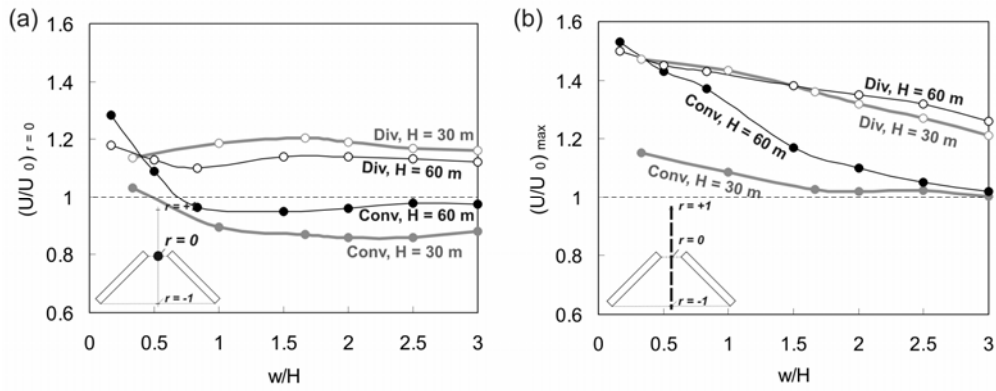 (a)
1.6
1.4
1.2
1
0.8
0.6
(U/U 0) r = 0
Div, H = 30 m
Div, H = 60 m
Conv, H = 60 m
Conv, H = 30 m
r = 0
r = -1
0 0.5 1 1.5 2 2.5 3
w/H
(b)
1.6
1.4
1.2
1
0.8
0.6
(U/U 0) max
Div, H = 60 m
Div, H = 30 m
Conv, H = 60 m
Conv, H = 30 m
r = +1
r = 0
r = -1
0 0.5 1 1.5 2 2.5 3
w/H